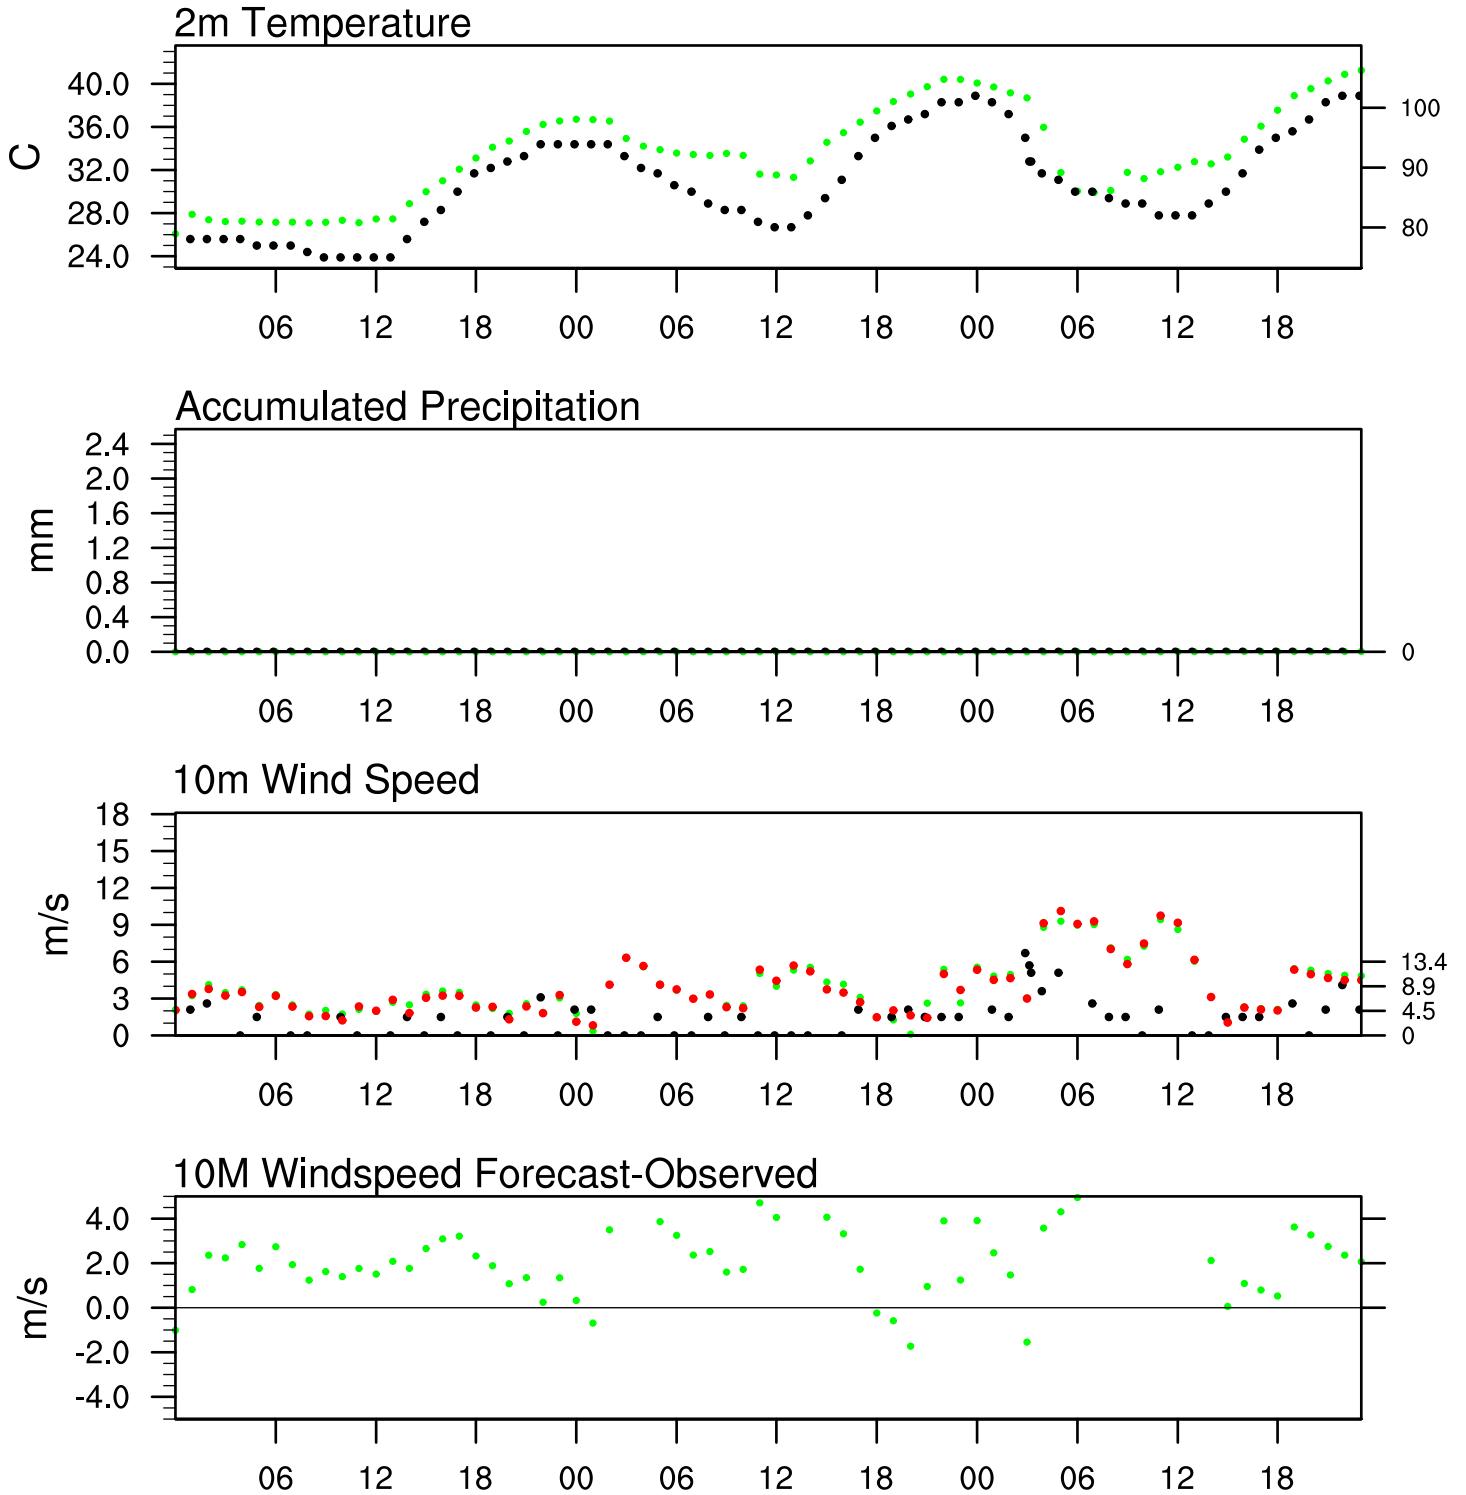 2m Temperature
40.0
36.0
32.0
28.0
24.0
C
100
90
80
06 12 18 00 06 12 18 00 06 12 18
Accumulated Precipitation
2.4
2.0
1.6
1.2
0.8
0.4
0.0
mm
0
06 12 18 00 06 12 18 00 06 12 18
10m Wind Speed
18
15
12
9
6
3
0
m/s
13.4
8.9
4.5
0
06 12 18 00 06 12 18 00 06 12 18
10M Windspeed Forecast-Observed
4.0
2.0
0.0
-2.0
-4.0
m/s
06 12 18 00 06 12 18 00 06 12 18